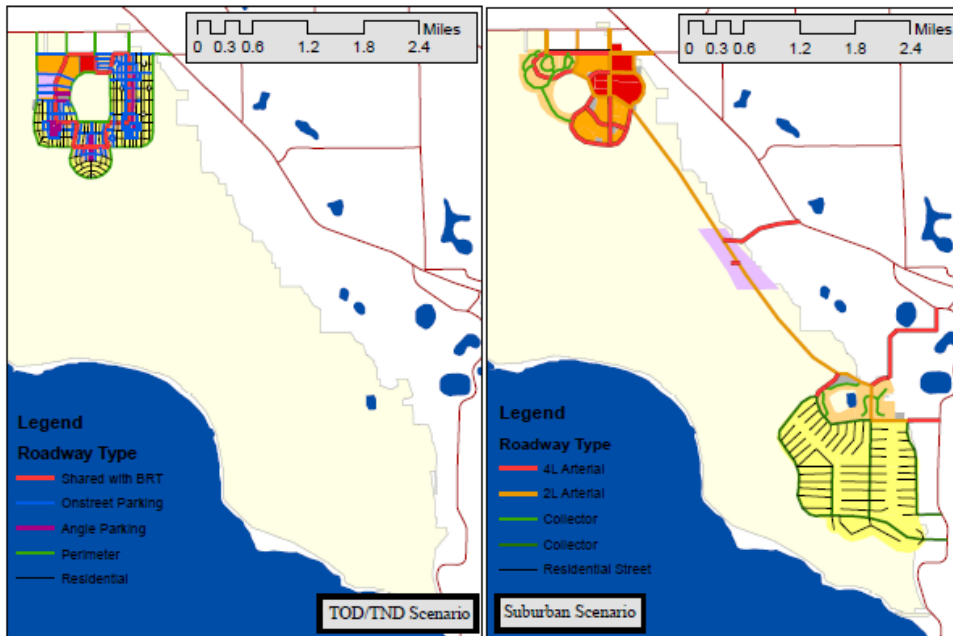 Miles
0 0.3 0.6 1.2 1.8 2.4
Legend
Roadway Type
Shared with BRT
Onstreet Parking
Angle Parking
Perimeter
Residential
TOD/TND Scenario
Miles
0 0.3 0.6 1.2 1.8 2.4
Legend
Roadway Type
4L Arterial
2L Arterial
Collector
Collector
Residential Street
Suburban Scenario